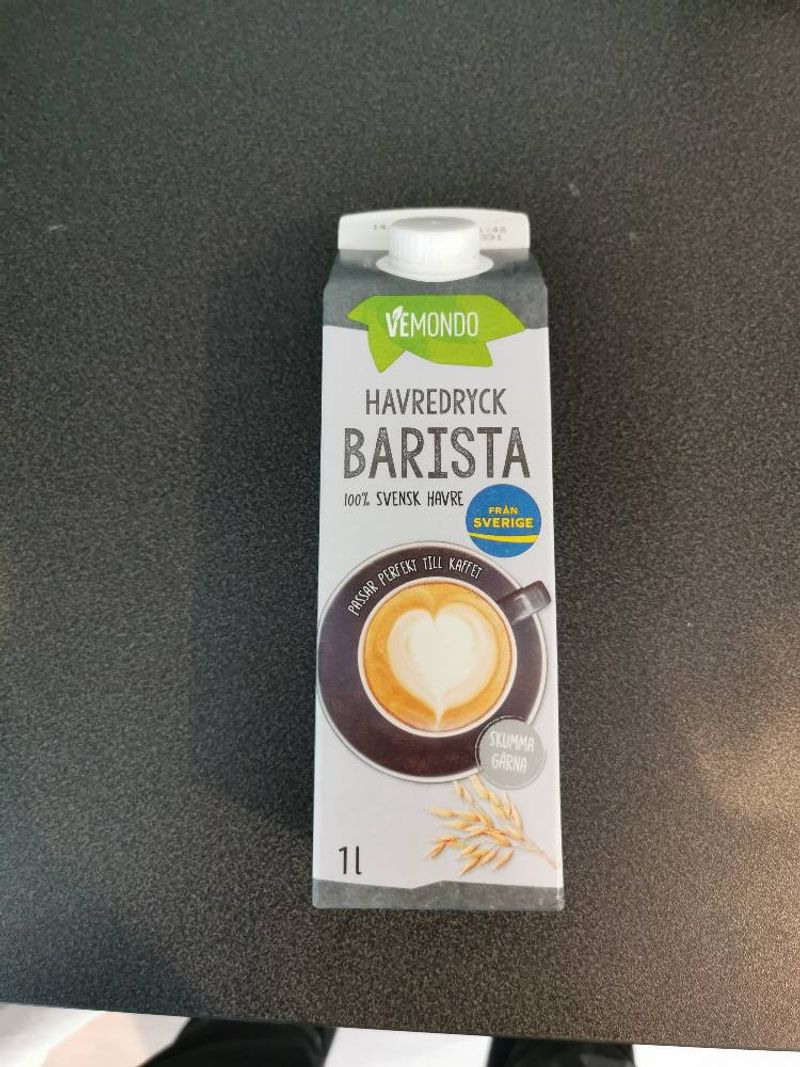 VEMONDO
HAVREDRYCK
BARISTA
100% SVENSK HAVRE
FRÅN
SVERIGE
PASSAR PERFEKT TILL KAFFET
SKUMMA
GÄRNA
1l